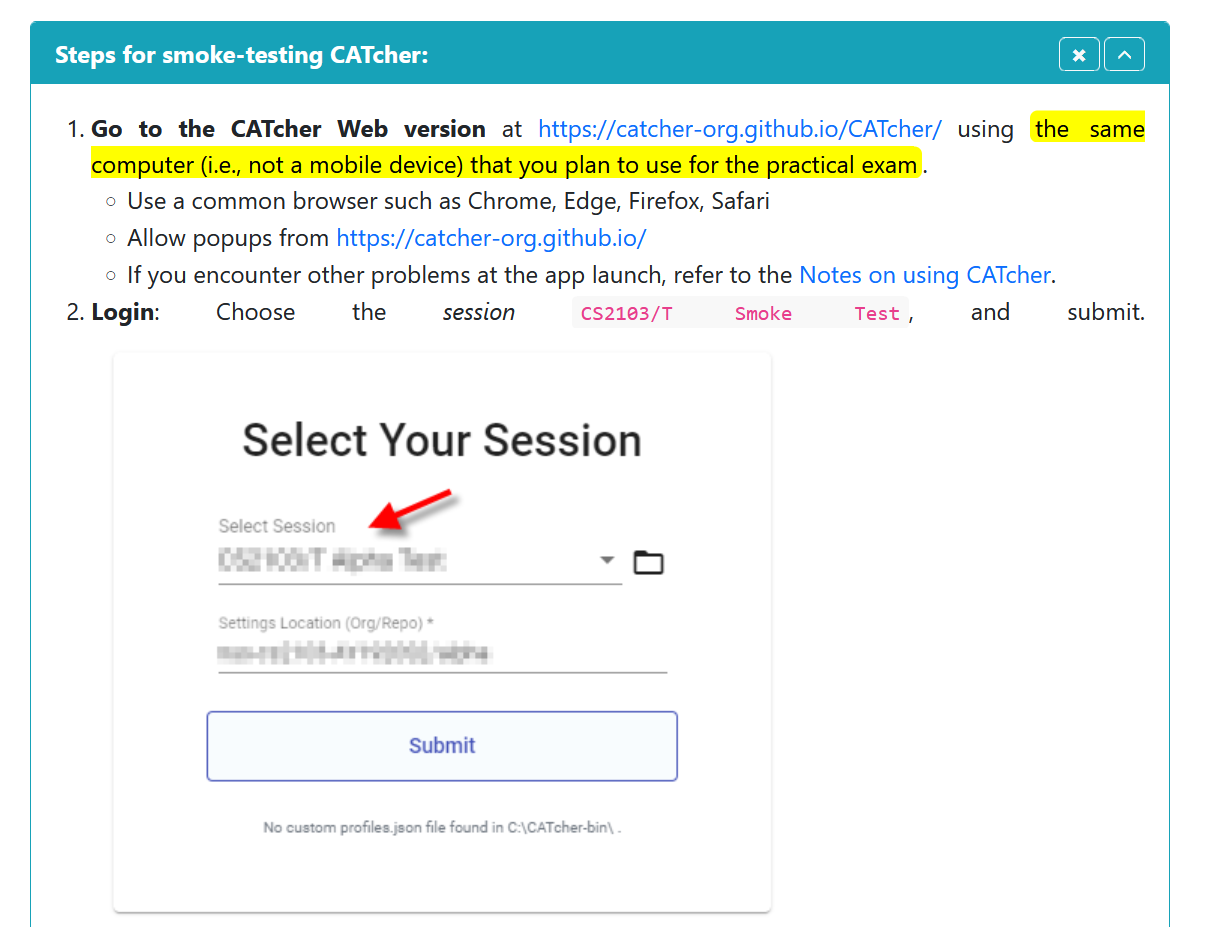 Steps for smoke-testing CATcher:
1. Go to the CATcher Web version at https://catcher-org.github.io/CATcher/ using the same
computer (i.e., not a mobile device) that you plan to use for the practical exam.
○ Use a common browser such as Chrome, Edge, Firefox, Safari
○ Allow popups from https://catcher-org.github.io/
○ If you encounter other problems at the app launch, refer to the Notes on using CATcher.
2. Login: Choose the session CS2103/T Smoke Test, and submit.
Select Your Session
Select Session
Settings Location (Org/Repo) *
Submit
No custom profiles.json file found in C:\CATcher-bin\ .